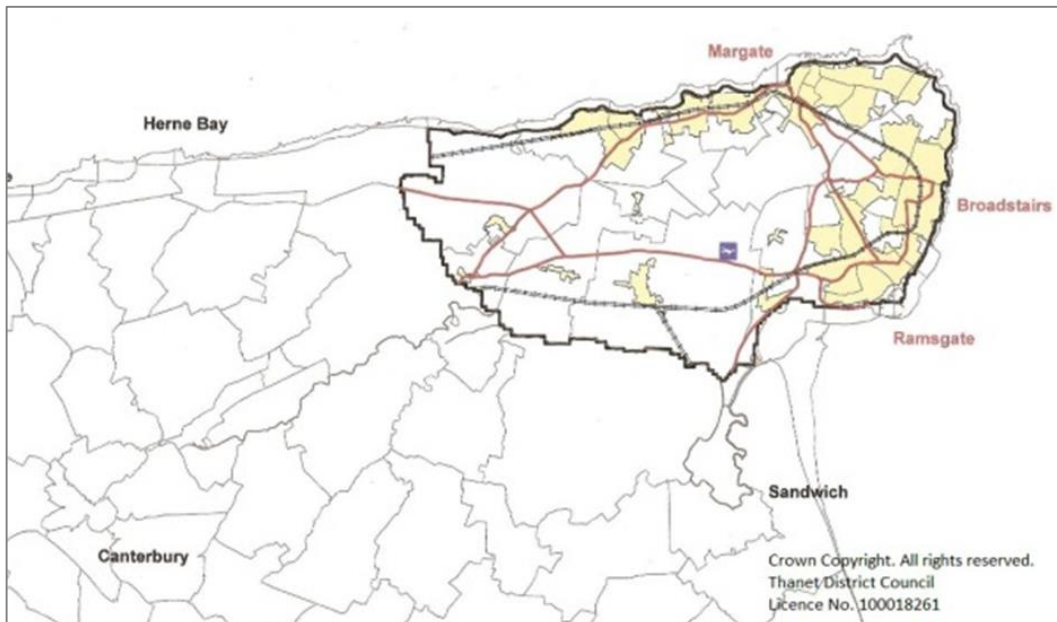 Margate
Herne Bay
e
Broadstairs
Ramsgate
Sandwich
Canterbury
Crown Copyright. All rights reserved.
Thanet District Council
Licence No. 100018261